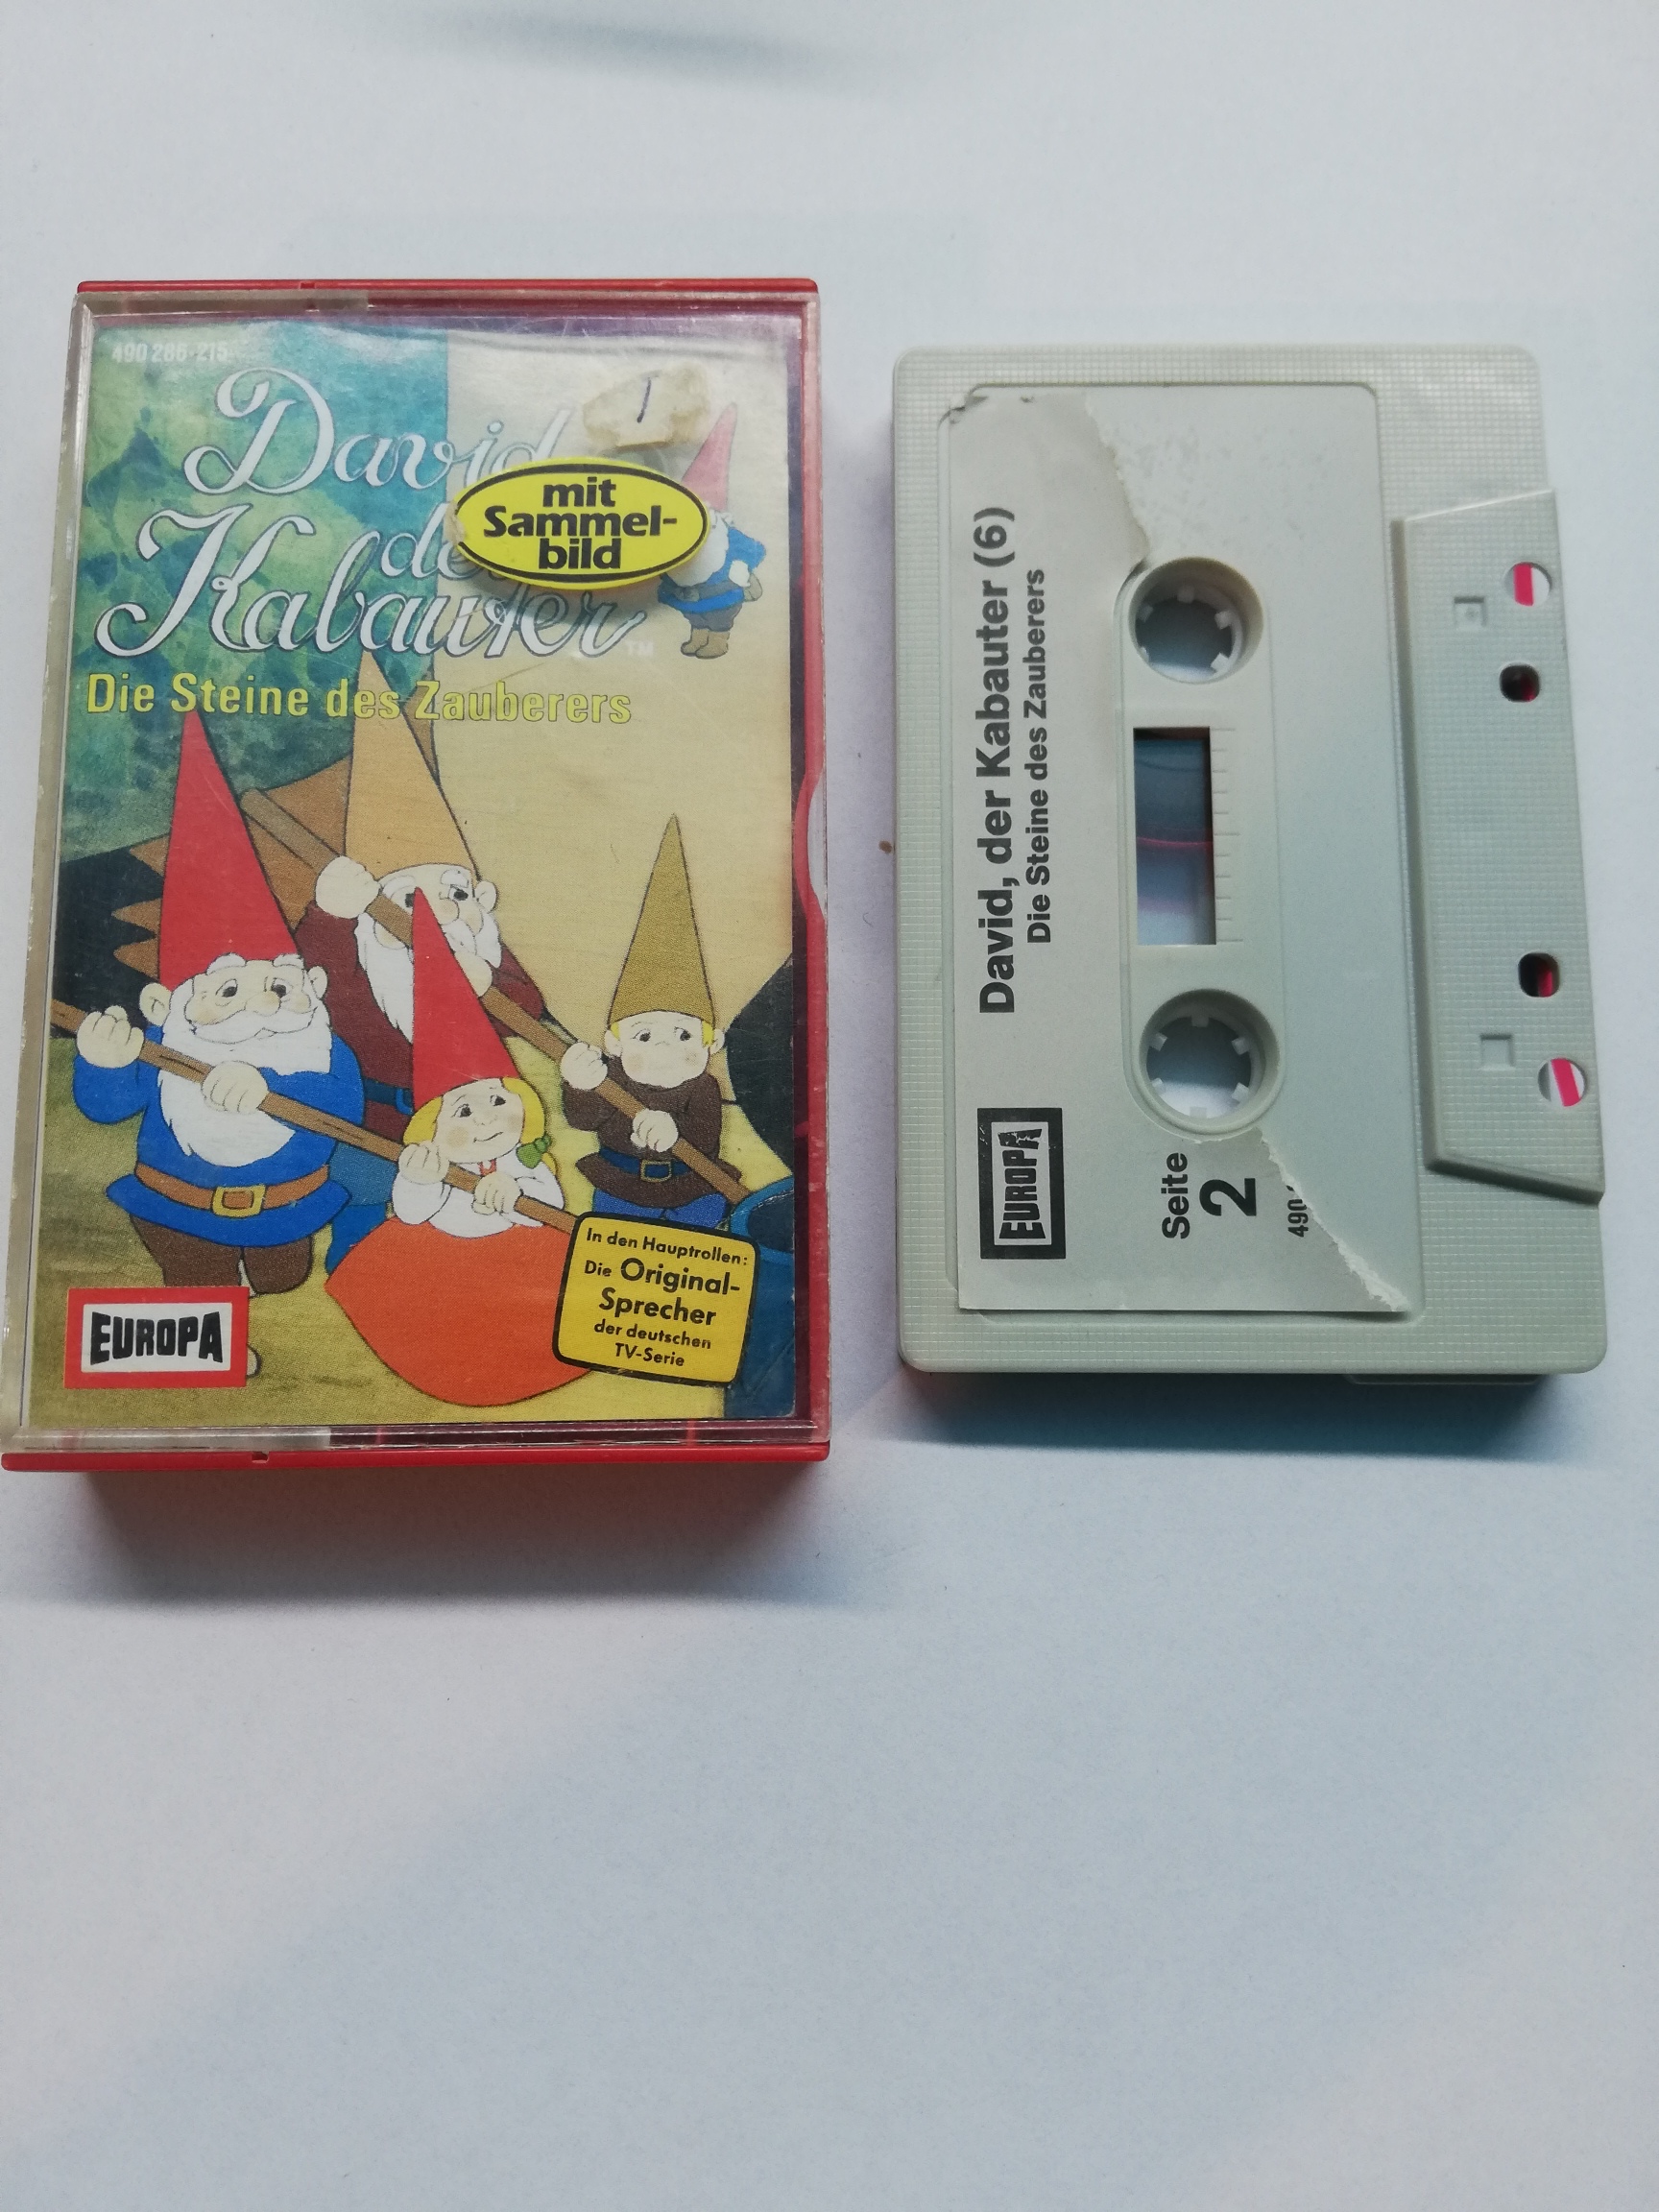 490 286-215
David
der
Kabauter TM
mit
Sammel-
bild
Die Steine des Zauberers
1
In den Hauptrollen:
Die Original-
Sprecher
der deutschen
TV-Serie
EUROPA
David, der Kabauter (6)
Die Steine des Zauberers
EUROPA
Seite
2
490